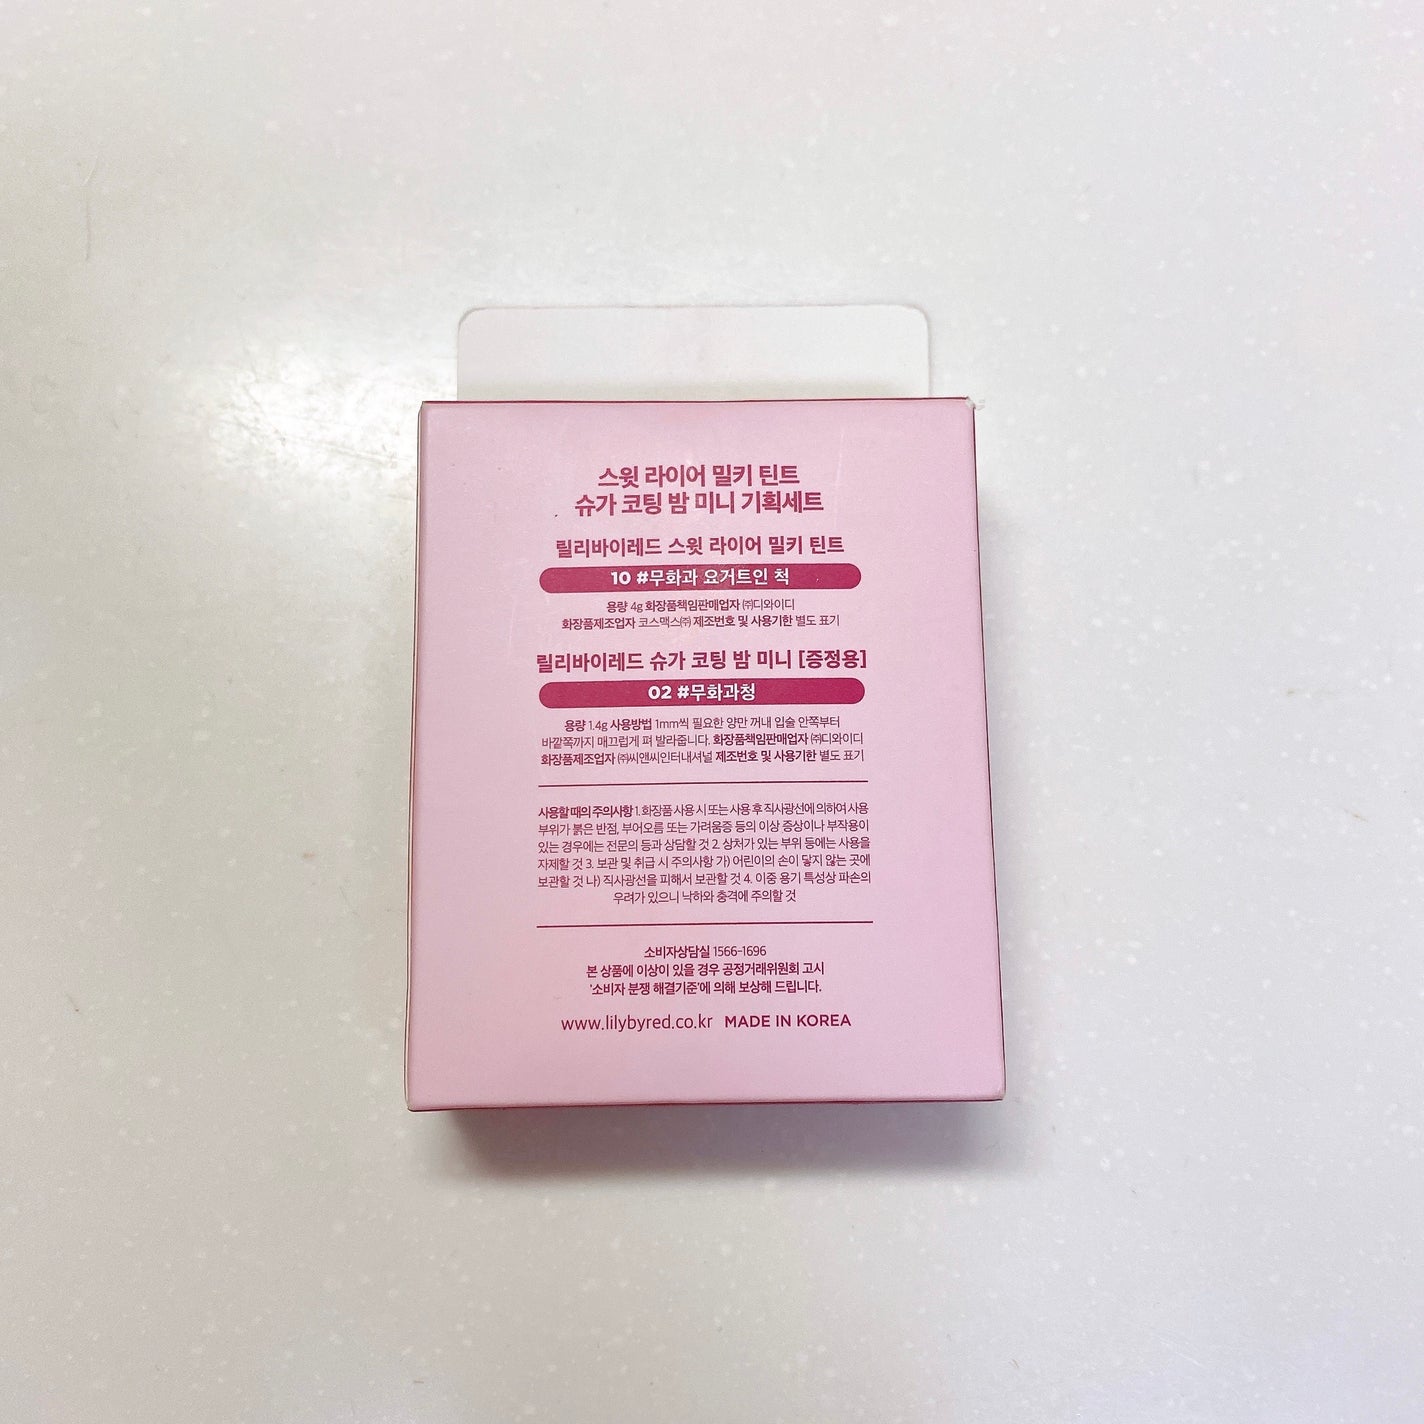 스윗 라이어 밀키 틴트
슈가 코팅 밤 미니 기획세트
릴리바이레드 스윗 라이어 밀키 틴트
10 #무화과 요거트인 척
용량 4g 화장품책임판매업자 ㈜디와이디
화장품제조업자 코스맥스㈜ 제조번호 및 사용기한 별도 표기
릴리바이레드 슈가 코팅 밤 미니 [증정용]
02 #무화과청
용량 1.4g 사용방법 1mm씩 필요한 양만 꺼내 입술 안쪽부터
바깥쪽까지 매끄럽게 펴 발라줍니다. 화장품책임판매업자 ㈜디와이디
화장품제조업자 ㈜씨앤씨인터내셔널 제조번호 및 사용기한 별도 표기
사용할 때의 주의사항 1. 화장품 사용 시 또는 사용 후 직사광선에 의하여 사용
부위가 붉은 반점, 부어오름 또는 가려움증 등의 이상 증상이나 부작용이
있는 경우에는 전문의 등과 상담할 것 2. 상처가 있는 부위 등에는 사용을
자제할 것 3. 보관 및 취급 시 주의사항 가) 어린이의 손이 닿지 않는 곳에
보관할 것 나) 직사광선을 피해서 보관할 것 4. 이중 용기 특성상 파손의
우려가 있으니 낙하와 충격에 주의할 것
소비자상담실 1566-1696
본 상품에 이상이 있을 경우 공정거래위원회 고시
'소비자 분쟁 해결기준'에 의해 보상해 드립니다.
www.lilybyred.co.kr MADE IN KOREA